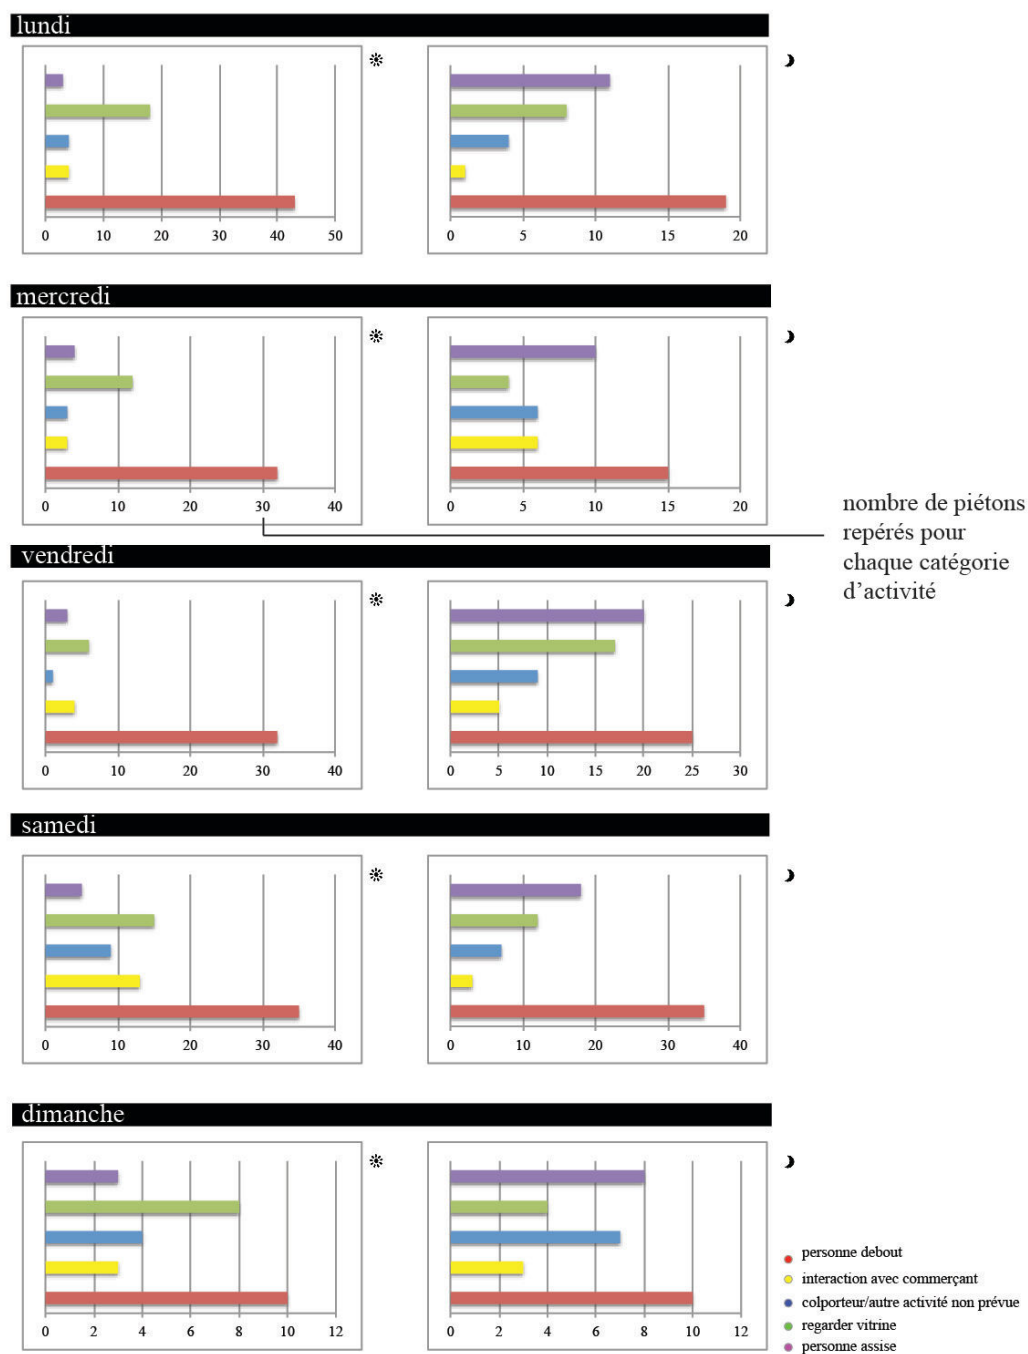 lundi
0 10 20 30 40 50
0 5 10 15 20
mercredi
0 10 20 30 40
0 5 10 15 20
nombre de piétons
repérés pour
chaque catégorie
d’activité
vendredi
0 10 20 30 40
0 5 10 15 20 25 30
samedi
0 10 20 30 40
0 10 20 30 40
dimanche
0 2 4 6 8 10 12
0 2 4 6 8 10 12
personne debout
interaction avec commerçant
colporteur/autre activité non prévue
regarder vitrine
personne assise